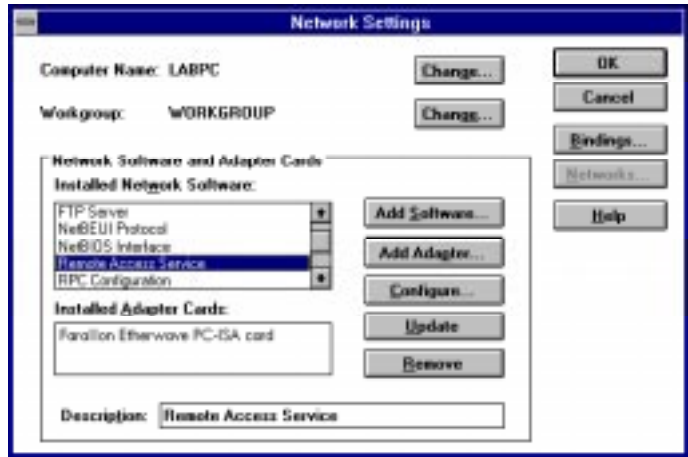 Network Settings
Computer Name: LABPC
Change...
OK
Cancel
Workgroup: WORKGROUP
Change...
Bindings...
Networks...
Help
Network Software and Adapter Cards
Installed Network Software:
FTP Server
NetBEUI Protocol
NetBIOS Interface
Remote Access Service
RPC Configuration
Add Software...
Add Adapter...
Configure...
Update
Remove
Installed Adapter Cards:
Farallon Etherwave PC-ISA card
Description: Remote Access Service